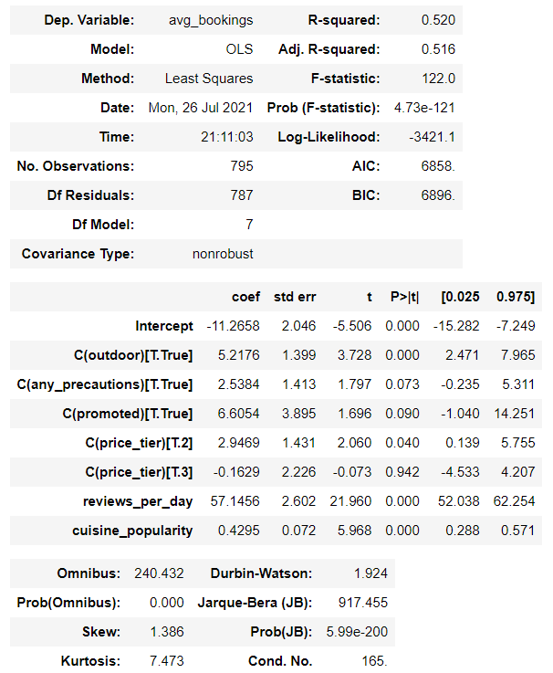 Dep. Variable: avg_bookings R-squared: 0.520
Model: OLS Adj. R-squared: 0.516
Method: Least Squares F-statistic: 122.0
Date: Mon, 26 Jul 2021 Prob (F-statistic): 4.73e-121
Time: 21:11:03 Log-Likelihood: -3421.1
No. Observations: 795 AIC: 6858.
Df Residuals: 787 BIC: 6896.
Df Model: 7
Covariance Type: nonrobust
coef std err t P>|t| [0.025 0.975]
Intercept -11.2658 2.046 -5.506 0.000 -15.282 -7.249
C(outdoor)[T.True] 5.2176 1.399 3.728 0.000 2.471 7.965
C(any_precautions)[T.True] 2.5384 1.413 1.797 0.073 -0.235 5.311
C(promoted)[T.True] 6.6054 3.895 1.696 0.090 -1.040 14.251
C(price_tier)[T.2] 2.9469 1.431 2.060 0.040 0.139 5.755
C(price_tier)[T.3] -0.1629 2.226 -0.073 0.942 -4.533 4.207
reviews_per_day 57.1456 2.602 21.960 0.000 52.038 62.254
cuisine_popularity 0.4295 0.072 5.968 0.000 0.288 0.571
Omnibus: 240.432 Durbin-Watson: 1.924
Prob(Omnibus): 0.000 Jarque-Bera (JB): 917.455
Skew: 1.386 Prob(JB): 5.99e-200
Kurtosis: 7.473 Cond. No. 165.